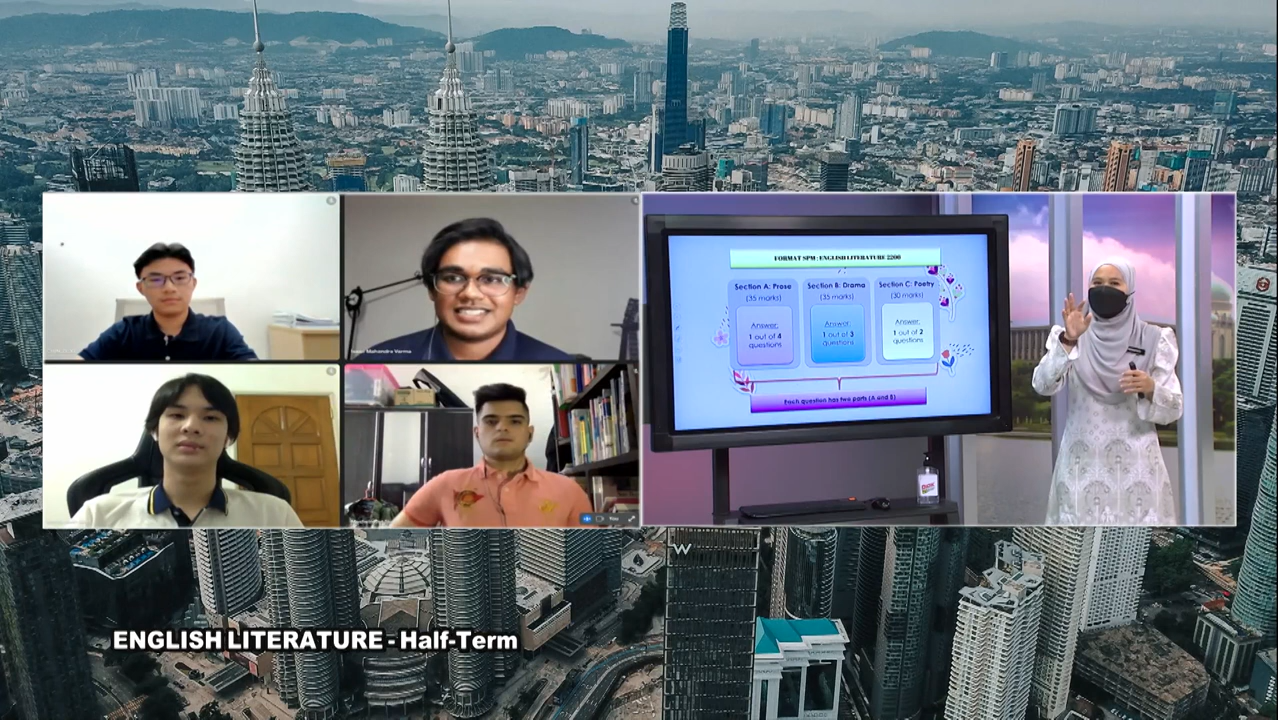 FORMAT SPM : ENGLISH LITERATURE 2200
Section A: Prose
(35 marks)
Answer:
1 out of 4
questions
Section B: Drama
(35 marks)
Answer:
1 out of 3
questions
Section C: Poetry
(30 marks)
Answer:
1 out of 2
questions
Each question has two parts (A and B)
Mahendra Varma
W
ENGLISH LITERATURE - Half-Term